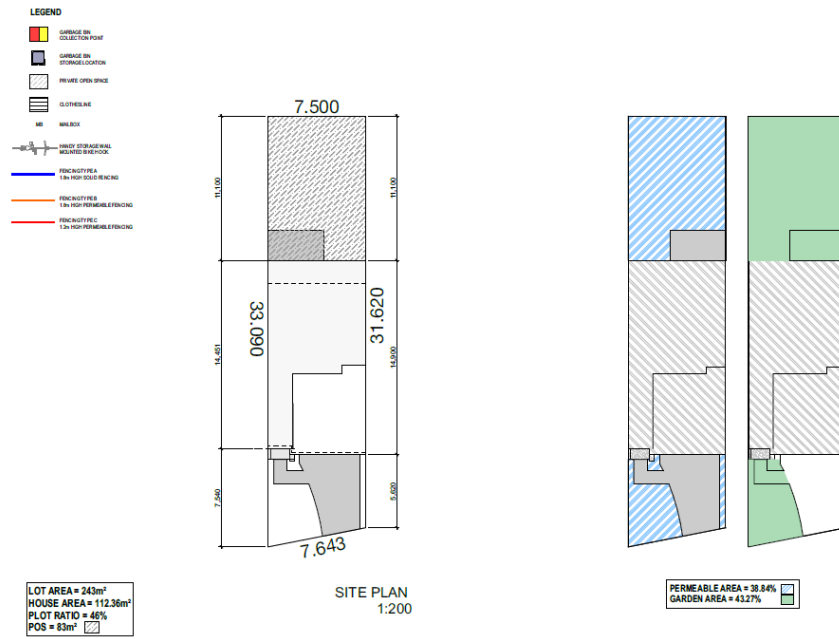 LEGEND
GARBAGE BIN
COLLECTION POINT
GARBAGE BIN
STORAGE LOCATION
PRIVATE OPEN SPACE
CLOTHESLINE
MB MAILBOX
HANDY STORAGE WALL
MOUNTED BIKE HOOK
FENCING TYPE A
1.8m HIGH SOLID FENCING
FENCING TYPE B
1.8m HIGH PERMEABLE FENCING
FENCING TYPE C
1.2m HIGH PERMEABLE FENCING
7.500
11,100
11,100
33.090
31.620
14,451
14,900
7,540
5,620
7.643
LOT AREA = 243m²
HOUSE AREA = 112.36m²
PLOT RATIO = 46%
POS = 83m²
SITE PLAN
1:200
PERMEABLE AREA = 38.84%
GARDEN AREA = 43.27%